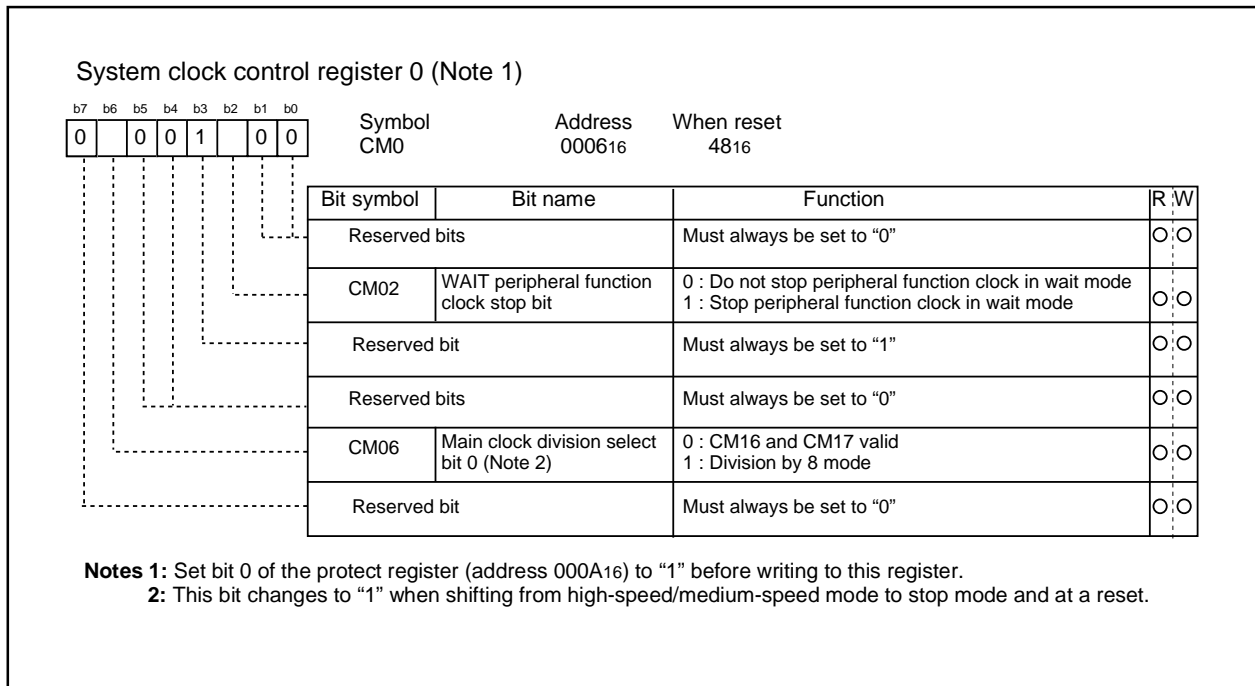 System clock control register 0 (Note 1)
b7 b6 b5 b4 b3 b2 b1 b0
0 0 0 1 0 0
Symbol Address When reset
CM0 000616 4816
Bit symbol Bit name Function R W
Reserved bits Must always be set to “0” O O
CM02 WAIT peripheral function clock stop bit 0 : Do not stop peripheral function clock in wait mode
1 : Stop peripheral function clock in wait mode O O
Reserved bit Must always be set to “1” O O
Reserved bits Must always be set to “0” O O
CM06 Main clock division select bit 0 (Note 2) 0 : CM16 and CM17 valid
1 : Division by 8 mode O O
Reserved bit Must always be set to “0” O O
Notes 1: Set bit 0 of the protect register (address 000A16) to “1” before writing to this register.
2: This bit changes to “1” when shifting from high-speed/medium-speed mode to stop mode and at a reset.